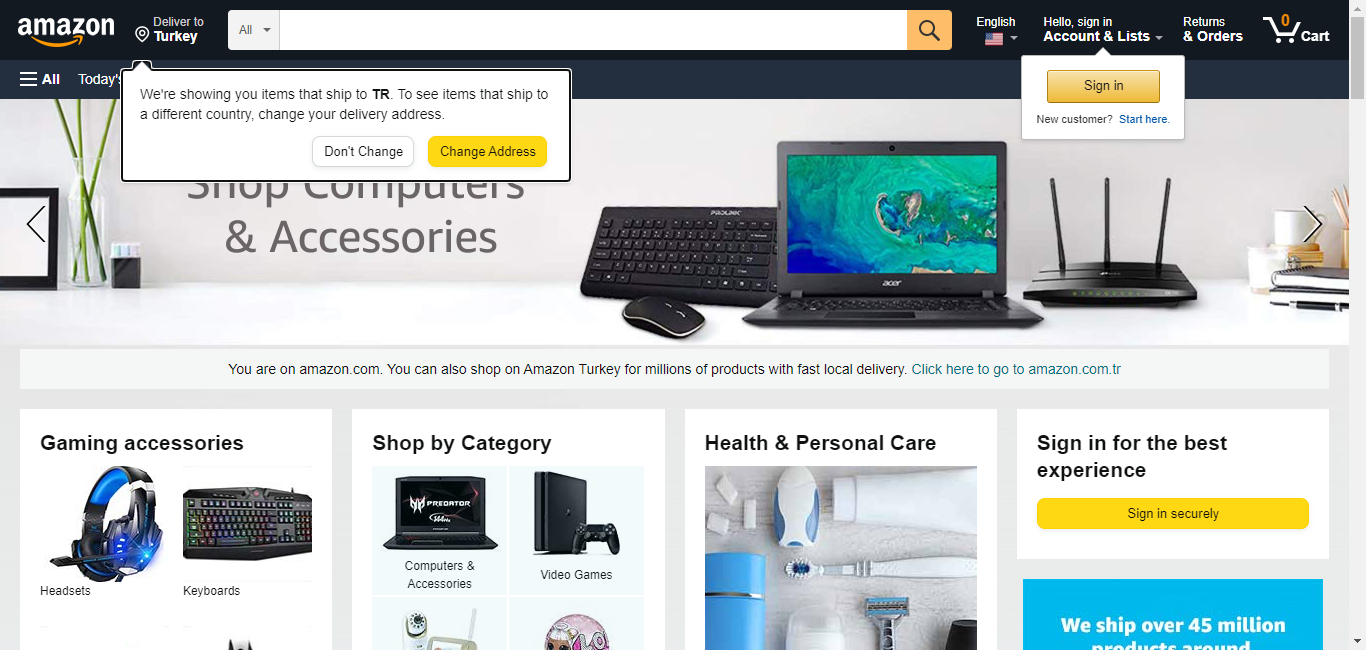 amazon
Deliver to
Turkey
All
English
Hello, sign in
Account & Lists
Returns
& Orders
0
Cart
All
Today's
We're showing you items that ship to TR. To see items that ship to
a different country, change your delivery address.
Don't Change
Change Address
Sign in
New customer? Start here.
Shop Computers
& Accessories
PROLINK
acer
You are on amazon.com. You can also shop on Amazon Turkey for millions of products with fast local delivery. Click here to go to amazon.com.tr
Gaming accessories
Headsets
Keyboards
Shop by Category
PREDATOR
Computers &
Accessories
Video Games
Health & Personal Care
Sign in for the best
experience
Sign in securely
We ship over 45 million
products around